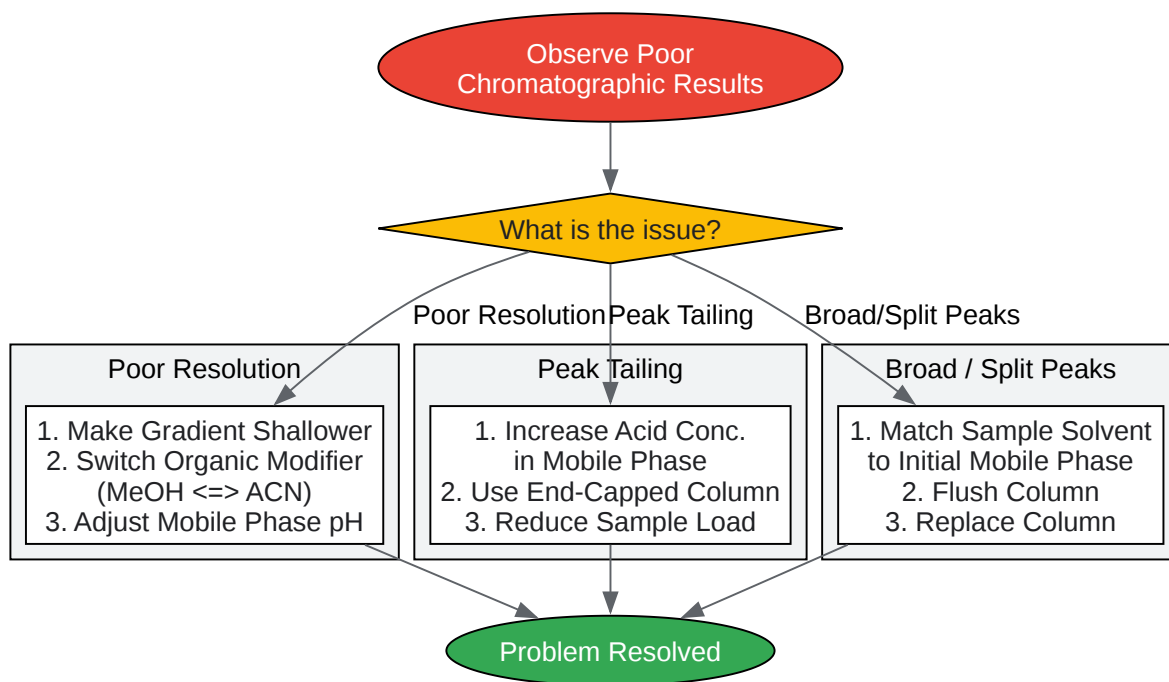 Observe Poor
Chromatographic Results
What is the issue?
Poor Resolution
Peak Tailing
Broad/Split Peaks
Poor Resolution
1. Make Gradient Shallower
2. Switch Organic Modifier
(MeOH <=> ACN)
3. Adjust Mobile Phase pH
Peak Tailing
1. Increase Acid Conc.
in Mobile Phase
2. Use End-Capped Column
3. Reduce Sample Load
Broad / Split Peaks
1. Match Sample Solvent
to Initial Mobile Phase
2. Flush Column
3. Replace Column
Problem Resolved